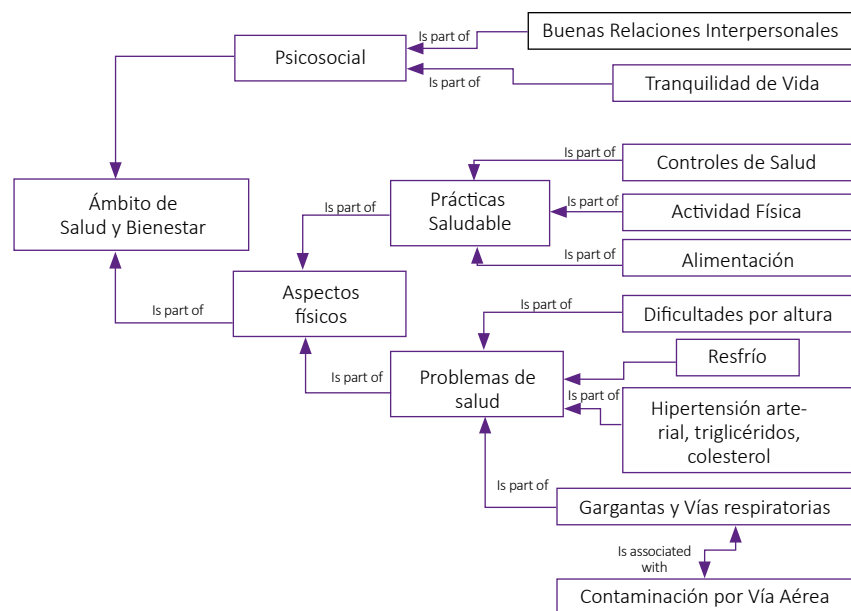 Is part of
Buenas Relaciones Interpersonales
Psicosocial
Is part of
Tranquilidad de Vida
Is part of
Controles de Salud
Ámbito de
Salud y Bienestar
Is part of
Prácticas
Saludable
Is part of
Actividad Física
Is part of
Alimentación
Is part of
Aspectos
físicos
Is part of
Dificultades por altura
Is part of
Problemas de
salud
Resfrío
Is part of
Hipertensión arte-
rial, triglicéridos,
colesterol
Is part of
Gargantas y Vías respiratorias
Is associated
with
Contaminación por Vía Aérea